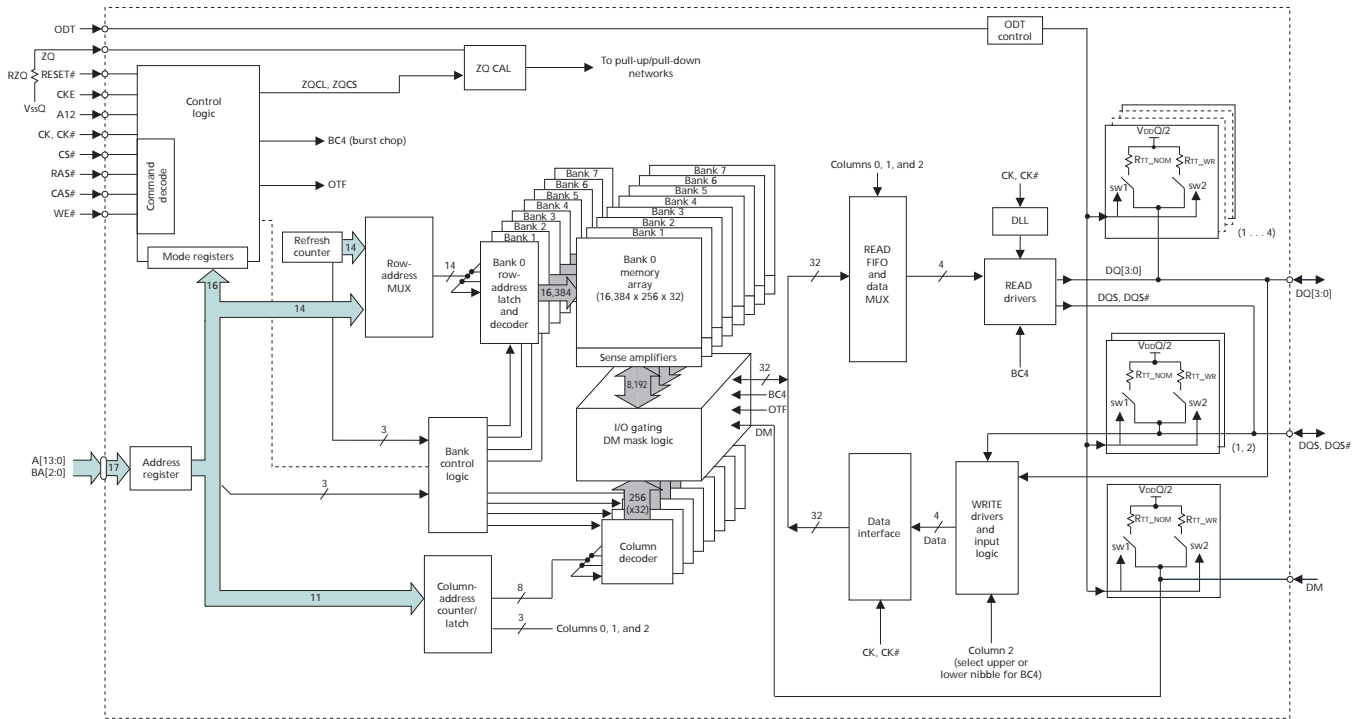 ODT
ZQ
RZQ
VssQ
RESET#
CKE
A12
CK, CK#
CS#
RAS#
CAS#
WE#
Control
logic
Command
decode
Mode registers
ZQCL, ZQCS
ZQ CAL
To pull-up/pull-down
networks
BC4 (burst chop)
OTF
ODT
control
Refresh
counter
14
16
14
Row-
address
MUX
14
Bank 7
Bank 6
Bank 5
Bank 4
Bank 3
Bank 2
Bank 1
Bank 0
row-
address
latch
and
decoder
16,384
Bank 7
Bank 6
Bank 5
Bank 4
Bank 3
Bank 2
Bank 1
Bank 0
memory
array
(16,384 x 256 x 32)
Sense amplifiers
8,192
I/O gating
DM mask logic
32
BC4
OTF
DM
256
(x32)
Column
decoder
3
3
Bank
control
logic
A[13:0]
BA[2:0]
17
Address
register
11
Column-
address
counter/
latch
8
3
Columns 0, 1, and 2
Columns 0, 1, and 2
32
READ
FIFO
and
data
MUX
4
CK, CK#
DLL
READ
drivers
BC4
DQ[3:0]
DQS, DQS#
VDDQ/2
RTT_NOM
RTT_WR
sw1
sw2
(1 . . . 4)
DQ[3:0]
VDDQ/2
RTT_NOM
RTT_WR
sw1
sw2
(1, 2)
DQS, DQS#
VDDQ/2
RTT_NOM
RTT_WR
sw1
sw2
DM
32
Data
interface
4
Data
WRITE
drivers
and
input
logic
CK, CK#
Column 2
(select upper or
lower nibble for BC4)